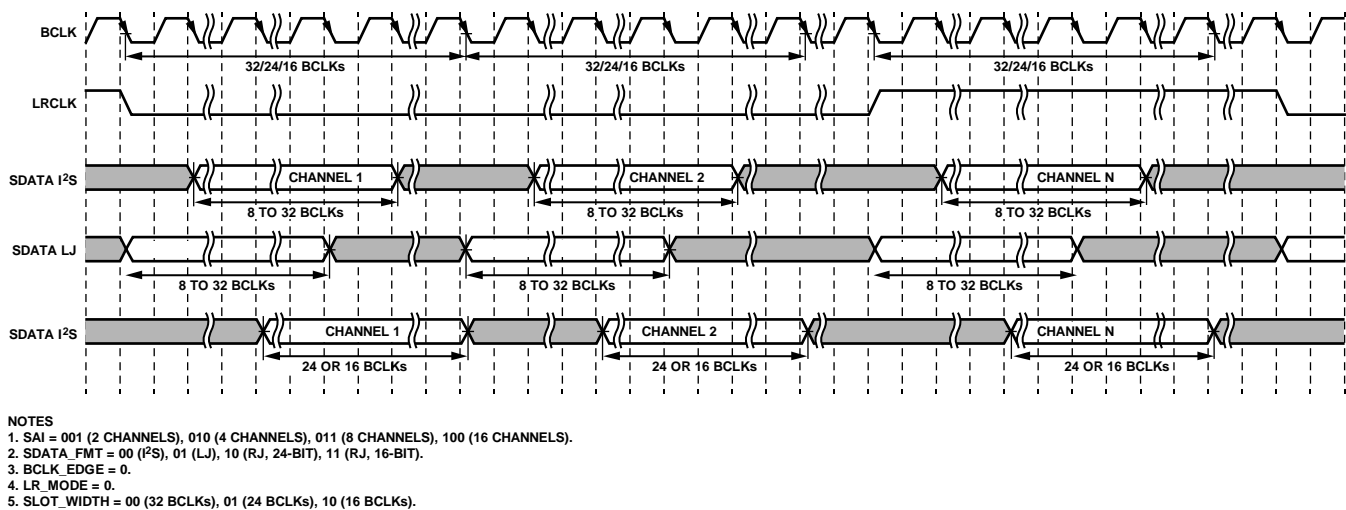 BCLK
32/24/16 BCLKs 32/24/16 BCLKs 32/24/16 BCLKs
LRCLK
SDATA I²S CHANNEL 1 CHANNEL 2 CHANNEL N
8 TO 32 BCLKs 8 TO 32 BCLKs 8 TO 32 BCLKs
SDATA LJ
8 TO 32 BCLKs 8 TO 32 BCLKs 8 TO 32 BCLKs
SDATA I²S CHANNEL 1 CHANNEL 2 CHANNEL N
24 OR 16 BCLKs 24 OR 16 BCLKs 24 OR 16 BCLKs
NOTES
1. SAI = 001 (2 CHANNELS), 010 (4 CHANNELS), 011 (8 CHANNELS), 100 (16 CHANNELS).
2. SDATA_FMT = 00 (I²S), 01 (LJ), 10 (RJ, 24-BIT), 11 (RJ, 16-BIT).
3. BCLK_EDGE = 0.
4. LR_MODE = 0.
5. SLOT_WIDTH = 00 (32 BCLKs), 01 (24 BCLKs), 10 (16 BCLKs).